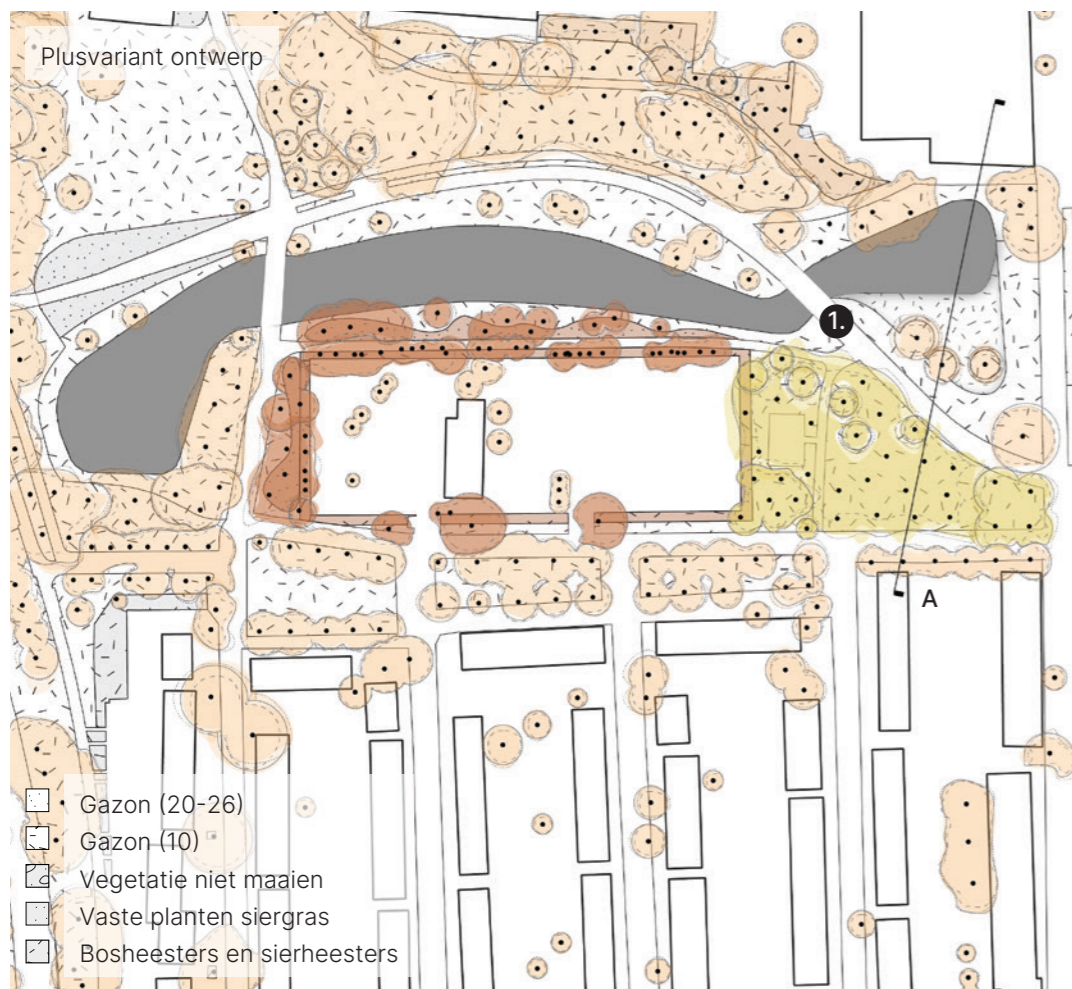 Plusvariant ontwerp
1.
A
Gazon (20-26)
Gazon (10)
Vegetatie niet maaien
Vaste planten siergras
Bosheesters en sierheesters